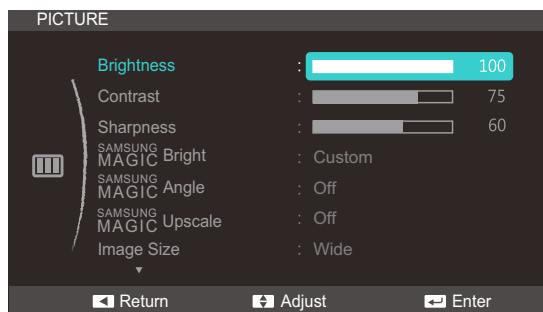 PICTURE
Brightness : 100
Contrast : 75
Sharpness : 60
SAMSUNG MAGIC Bright : Custom
SAMSUNG MAGIC Angle : Off
SAMSUNG MAGIC Upscale : Off
Image Size : Wide
Return Adjust Enter